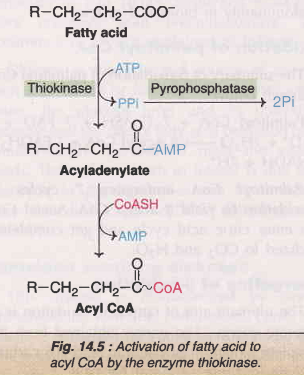 R–CH₂–CH₂–COO⁻
Fatty acid
ATP
Thiokinase
Pyrophosphatase
PPi
2Pi
O
R–CH₂–CH₂–C–AMP
Acyladenylate
CoASH
AMP
O
R–CH₂–CH₂–C~CoA
Acyl CoA
Fig. 14.5 : Activation of fatty acid to
acyl CoA by the enzyme thiokinase.